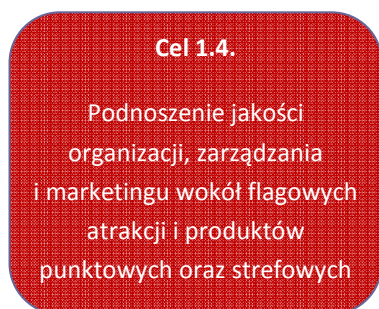 Cel 1.4.
Podnoszenie jakości
organizacji, zarządzania
i marketingu wokół flagowych
atrakcji i produktów
punktowych oraz strefowych